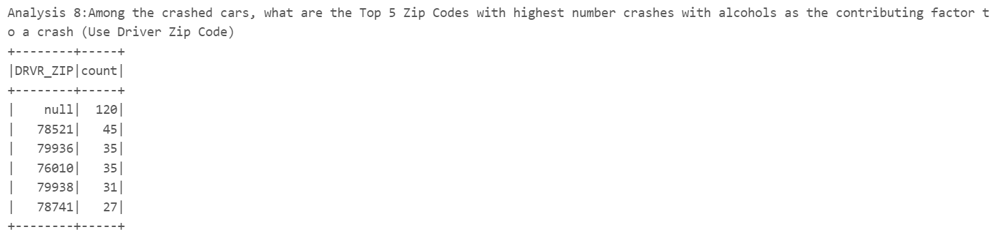 Analysis 8:Among the crashed cars, what are the Top 5 Zip Codes with highest number crashes with alcohols as the contributing factor t
o a crash (Use Driver Zip Code)
+--------+-----+
|DRVR_ZIP|count|
+--------+-----+
|    null|  120|
|   78521|   45|
|   79936|   35|
|   76010|   35|
|   79938|   31|
|   78741|   27|
+--------+-----+